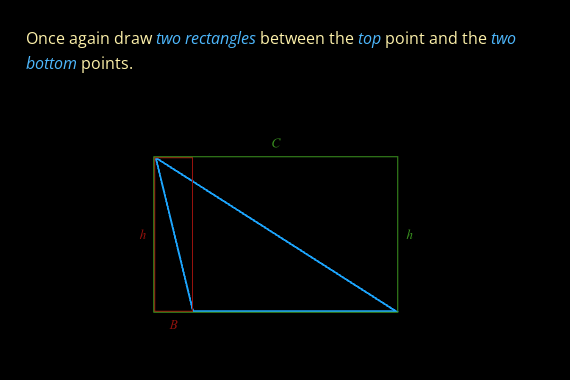 Once again draw two rectangles between the top point and the two
bottom points.
C
h
h
B